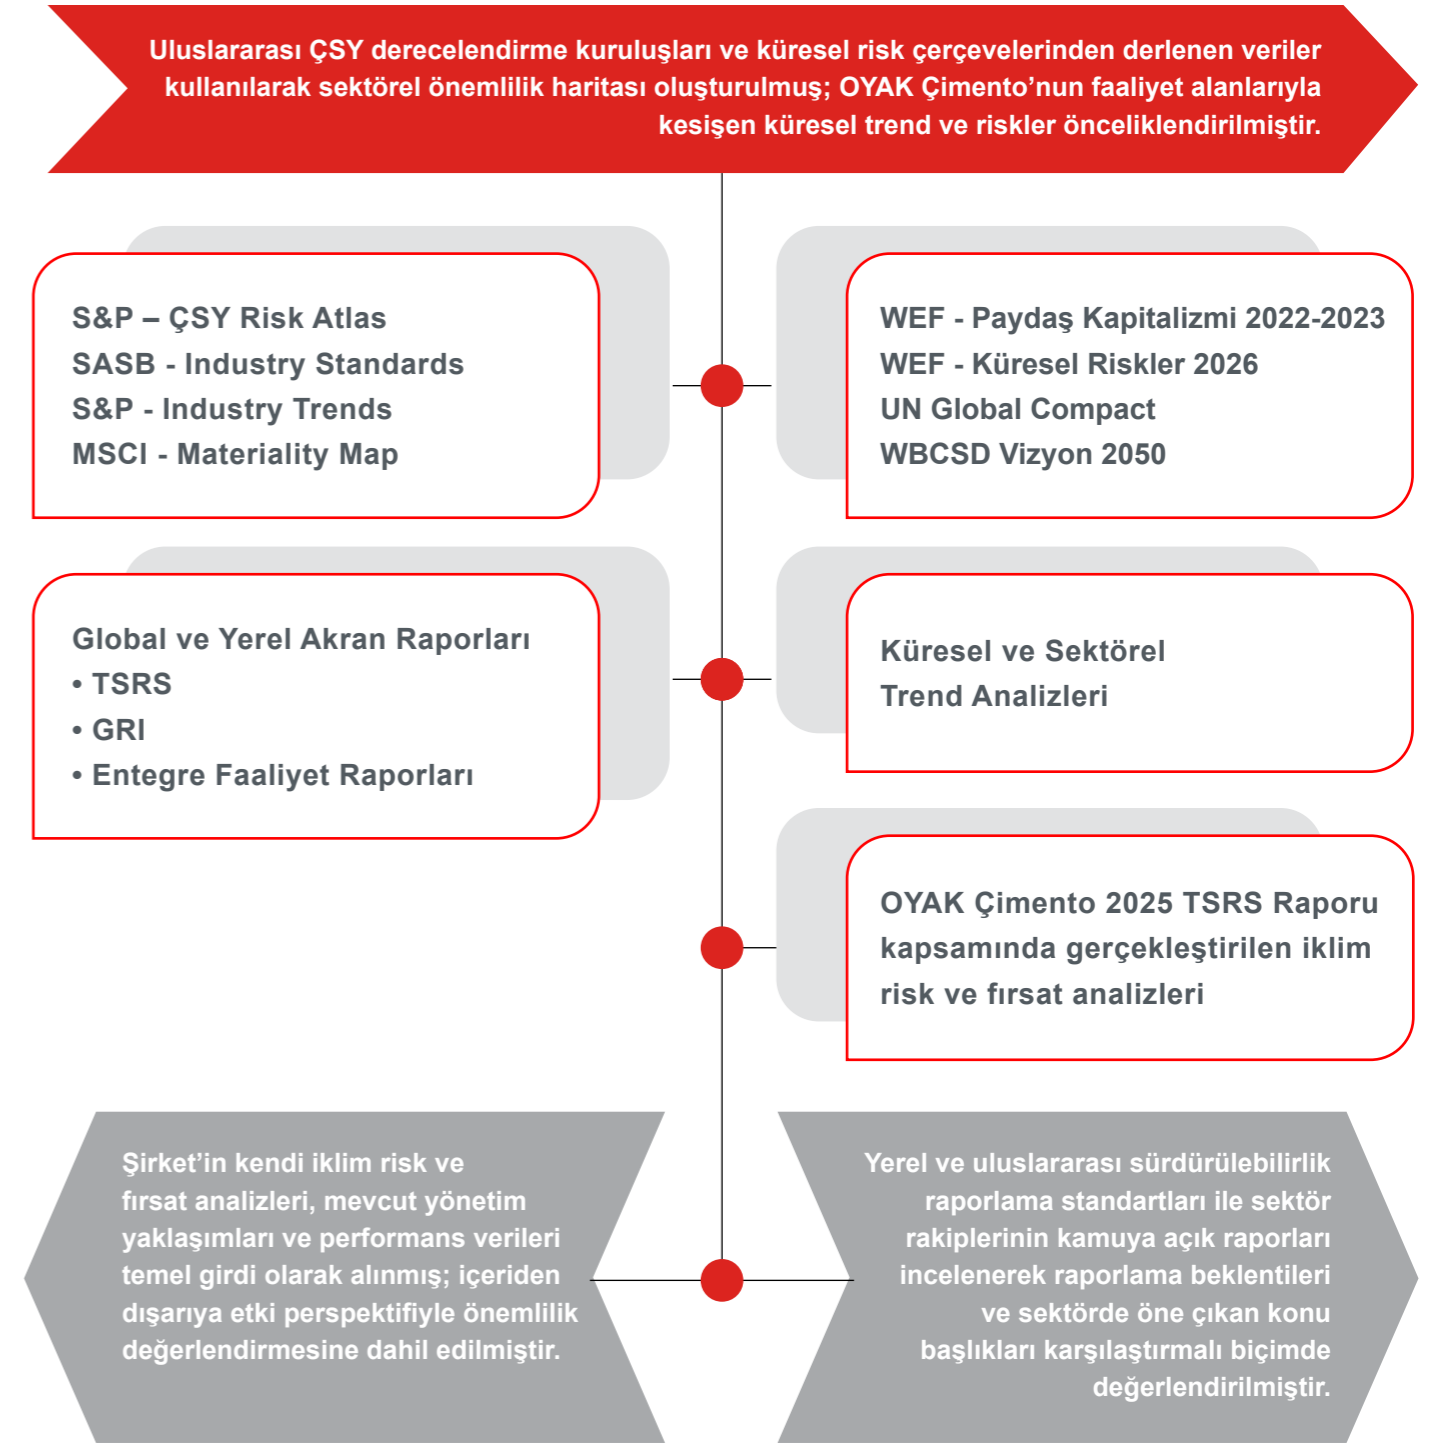 Uluslararası ÇSY derecelendirme kuruluşları ve küresel risk çerçevelerinden derlenen veriler
kullanılarak sektörel önemlilik haritası oluşturulmuş; OYAK Çimento’nun faaliyet alanlarıyla
kesişen küresel trend ve riskler önceliklendirilmiştir.
S&P – ÇSY Risk Atlas
SASB - Industry Standards
S&P - Industry Trends
MSCI - Materiality Map
WEF - Paydaş Kapitalizmi 2022-2023
WEF - Küresel Riskler 2026
UN Global Compact
WBCSD Vizyon 2050
Global ve Yerel Akran Raporları
• TSRS
• GRI
• Entegre Faaliyet Raporları
Küresel ve Sektörel
Trend Analizleri
OYAK Çimento 2025 TSRS Raporu
kapsamında gerçekleştirilen iklim
risk ve fırsat analizleri
Şirket’in kendi iklim risk ve
fırsat analizleri, mevcut yönetim
yaklaşımları ve performans verileri
temel girdi olarak alınmış; içeriden
dışarıya etki perspektifiyle önemlilik
değerlendirmesine dahil edilmiştir.
Yerel ve uluslararası sürdürülebilirlik
raporlama standartları ile sektör
rakiplerinin kamuya açık raporları
incelenerek raporlama beklentileri
ve sektörde öne çıkan konu
başlıkları karşılaştırmalı biçimde
değerlendirilmiştir.